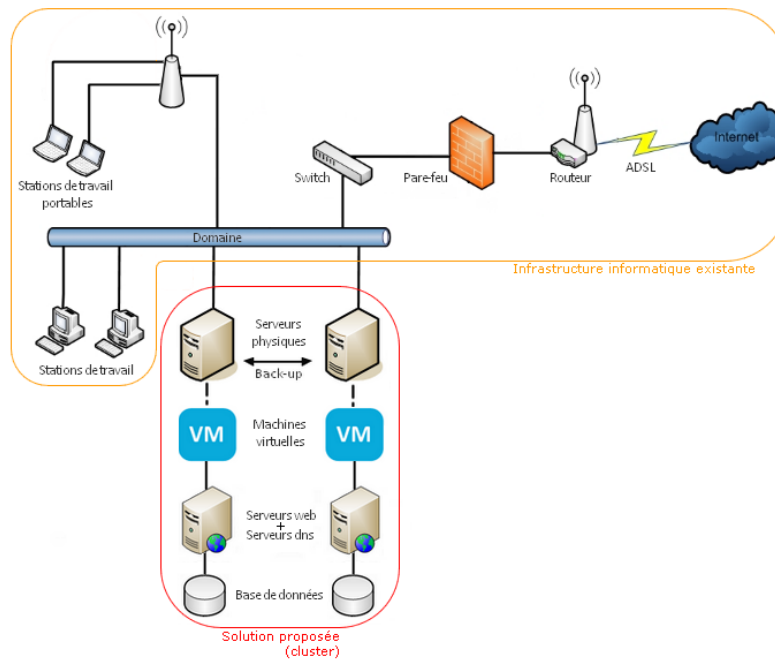 Internet
Stations de travail
portables
Switch
Pare-feu
Routeur
ADSL
Domaine
Infrastructure informatique existante
Serveurs
physiques
Back-up
Stations de travail
VM
Machines
virtuelles
VM
Serveurs web
+
Serveurs dns
Base de données
Solution proposée
(cluster)